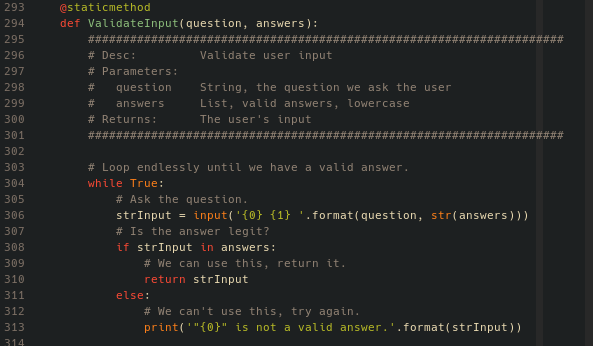 293     @staticmethod
294     def ValidateInput(question, answers):
295         ####################################################################
296         # Desc:         Validate user input
297         # Parameters:
298         #   question    String, the question we ask the user
299         #   answers     List, valid answers, lowercase
300         # Returns:      The user's input
301         ####################################################################
302
303         # Loop endlessly until we have a valid answer.
304         while True:
305             # Ask the question.
306             strInput = input('{0} {1} '.format(question, str(answers)))
307             # Is the answer legit?
308             if strInput in answers:
309                 # We can use this, return it.
310                 return strInput
311             else:
312                 # We can't use this, try again.
313                 print('"{0}" is not a valid answer.'.format(strInput))
314